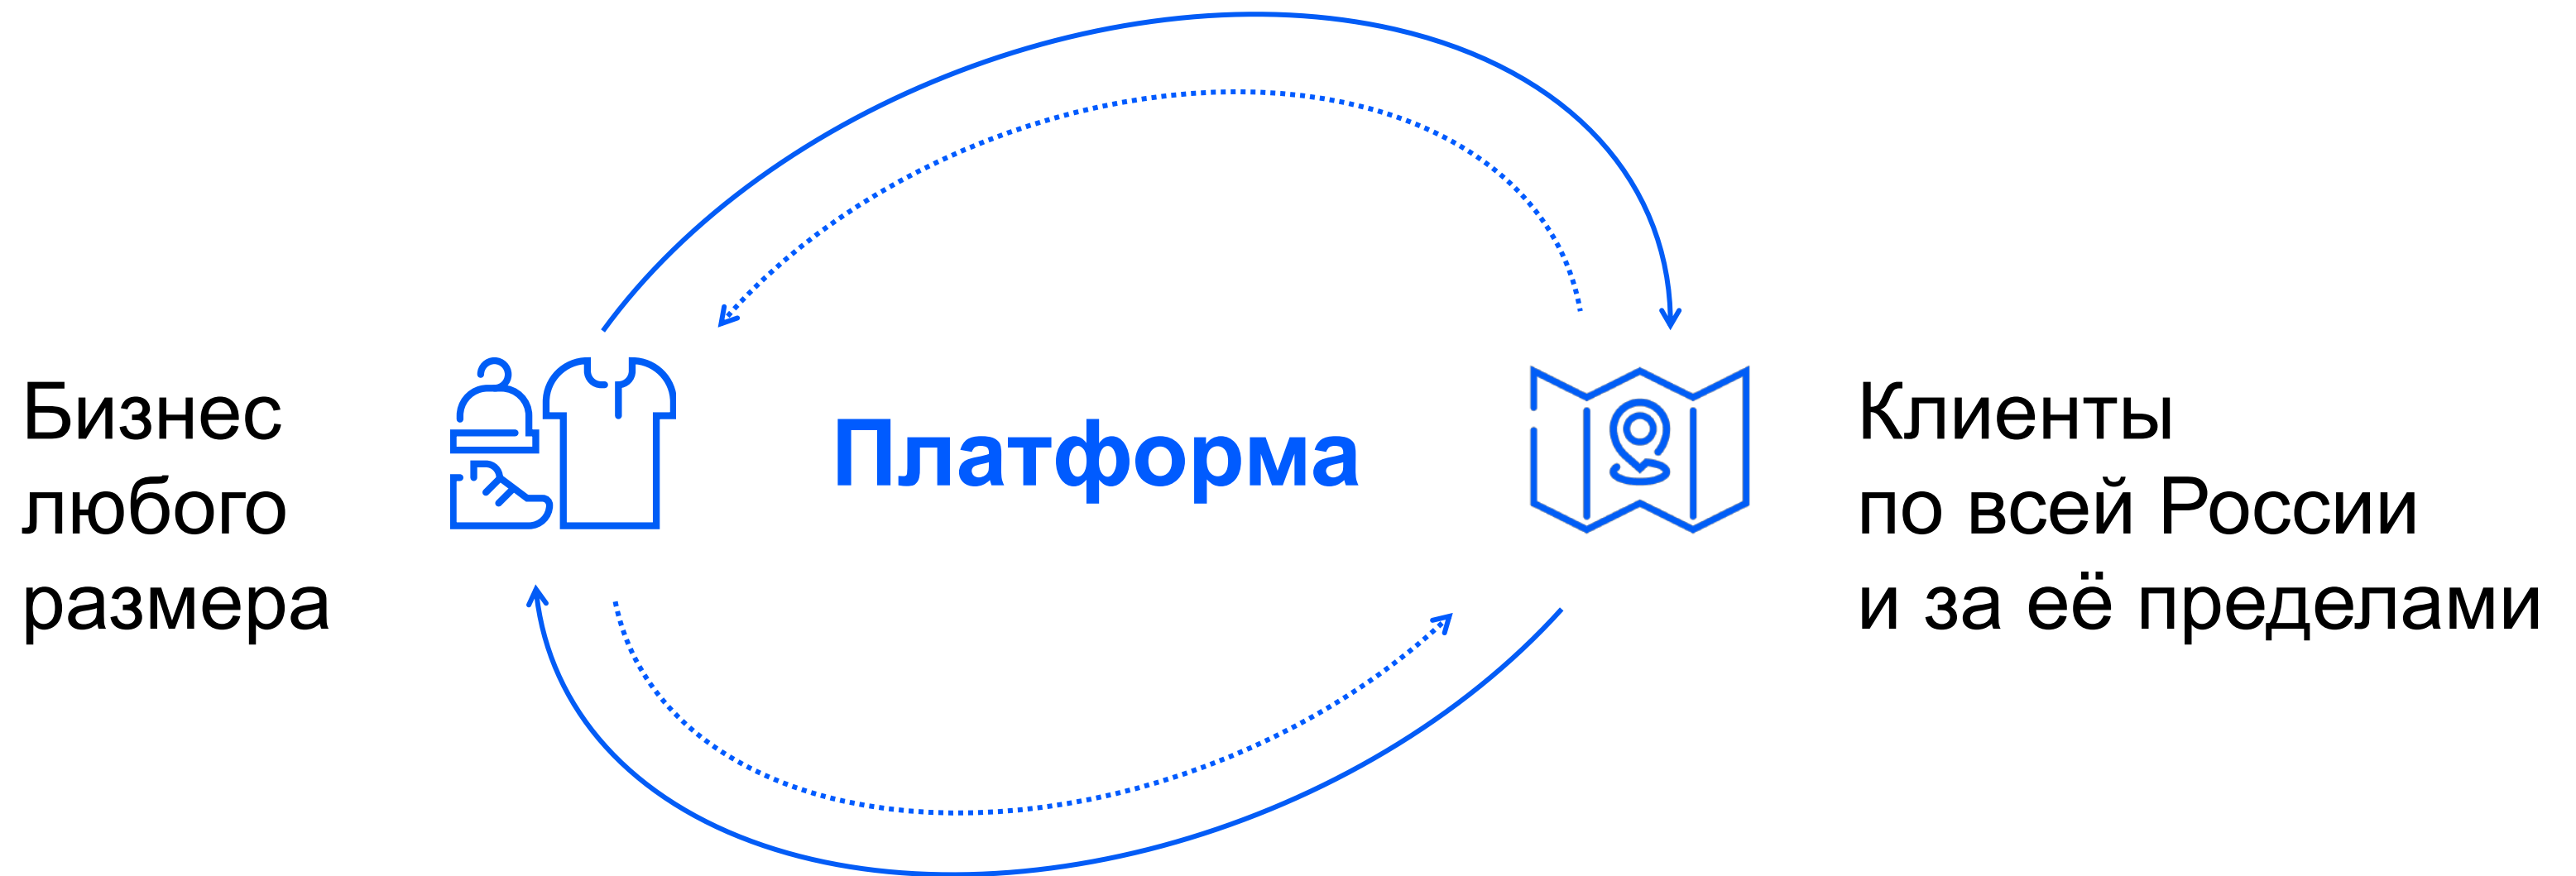 Бизнес
любого
размера
Платформа
Клиенты
по всей России
и за её пределами